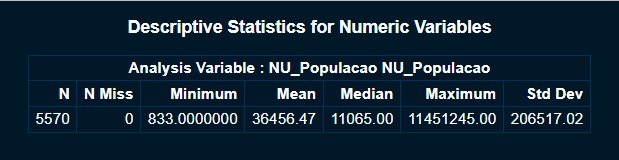 Descriptive Statistics for Numeric Variables
Analysis Variable : NU_Populacao NU_Populacao
N N Miss Minimum Mean Median Maximum Std Dev
5570 0 833.0000000 36456.47 11065.00 11451245.00 206517.02